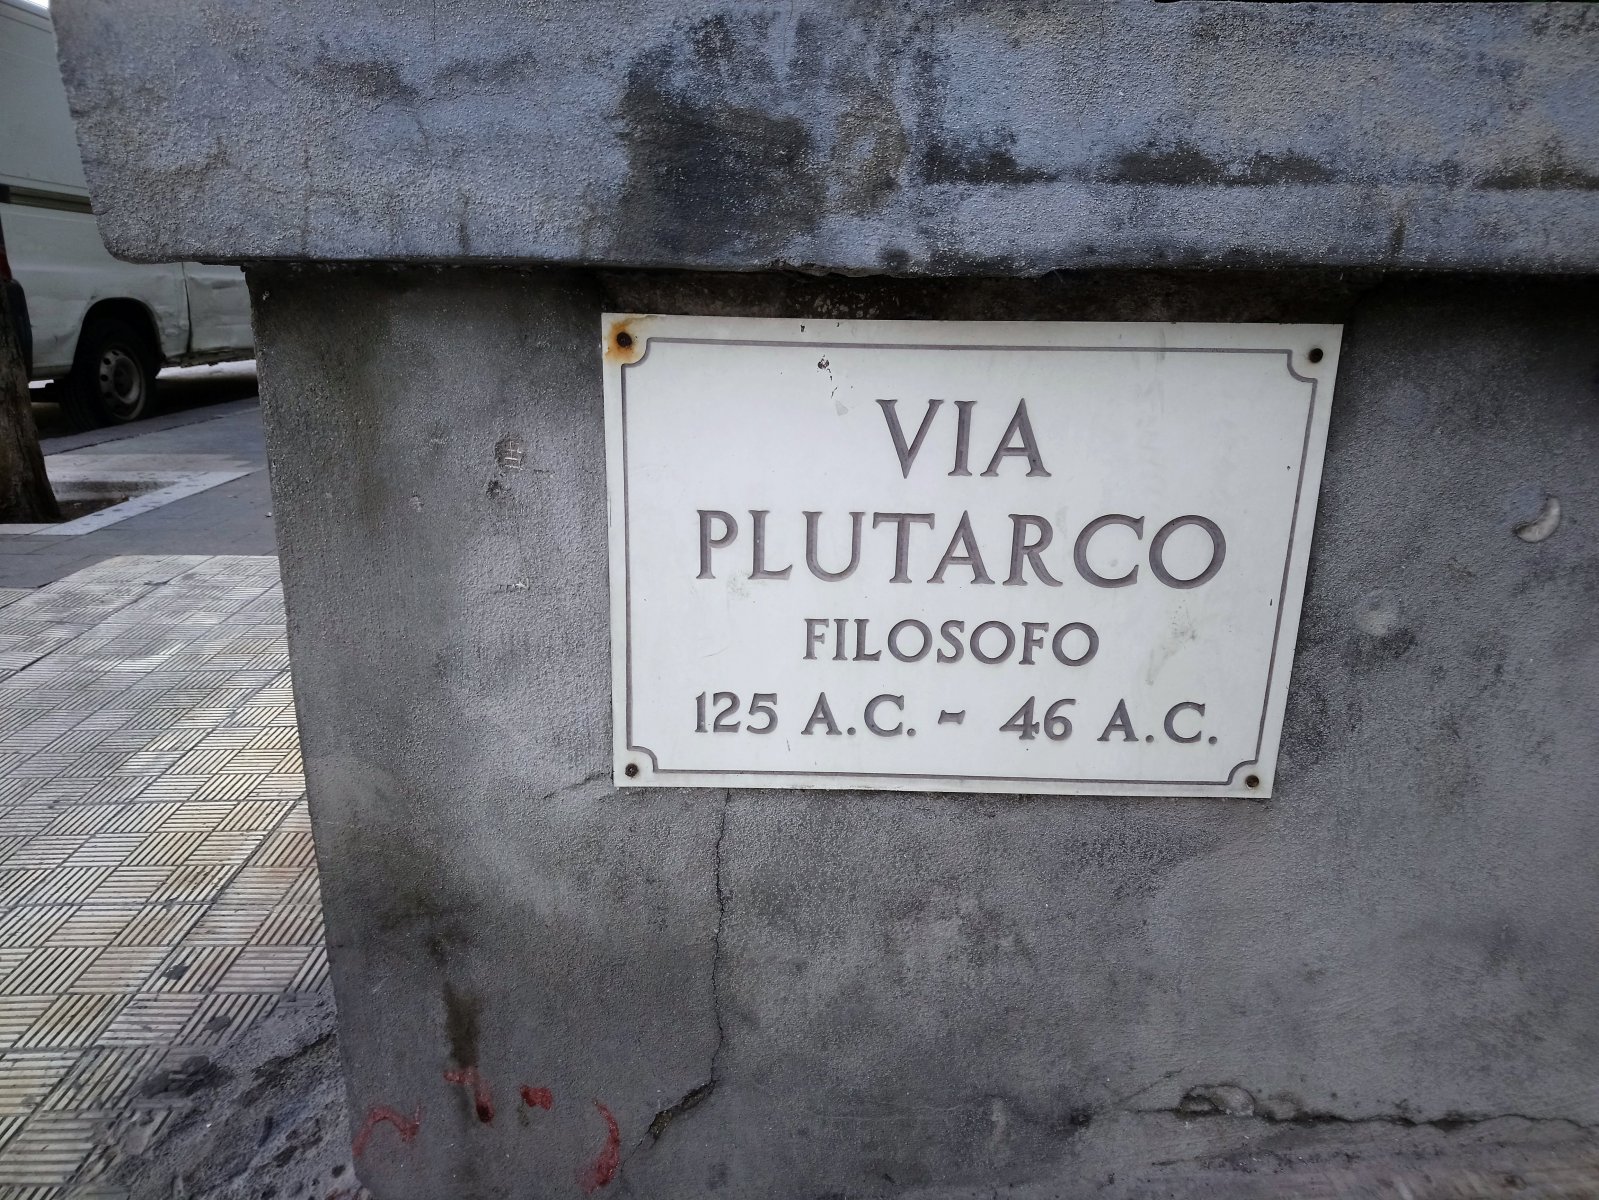 VIA
PLUTARCO
FILOSOFO
125 A.C. - 46 A.C.